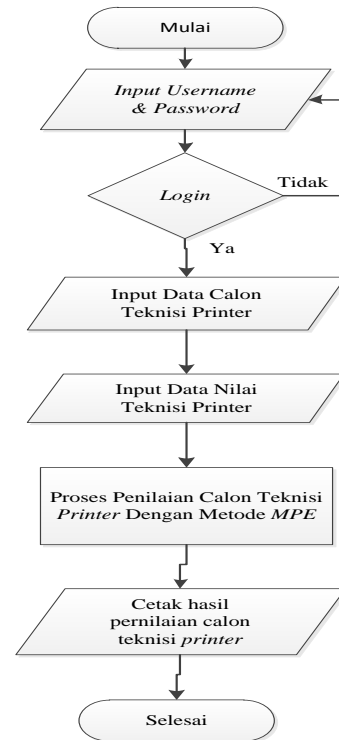 Mulai
Input Username
& Password
Login
Tidak
Ya
Input Data Calon
Teknisi Printer
Input Data Nilai
Teknisi Printer
Proses Penilaian Calon Teknisi
Printer Dengan Metode MPE
Cetak hasil
pernilaian calon
teknisi printer
Selesai